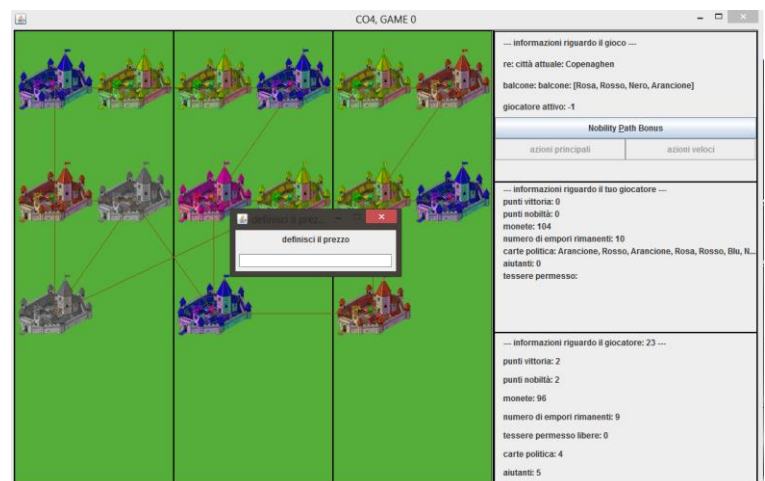 CO4, GAME 0
--- informazioni riguardo il gioco ---
re: città attuale: Copenaghen
balcone: balcone: [Rosa, Rosso, Nero, Arancione]
giocatore attivo: -1
Nobility Path Bonus
azioni principali
azioni veloci
--- informazioni riguardo il tuo giocatore ---
punti vittoria: 0
punti nobiltà: 0
monete: 104
numero di empori rimanenti: 10
carte politica: Arancione, Rosso, Arancione, Rosa, Rosso, Blu, N...
aiutanti: 0
tessere permesso:
definisci il prez...
definisci il prezzo
--- informazioni riguardo il giocatore: 23 ---
punti vittoria: 2
punti nobiltà: 2
monete: 96
numero di empori rimanenti: 9
tessere permesso libere: 0
carte politica: 4
aiutanti: 5